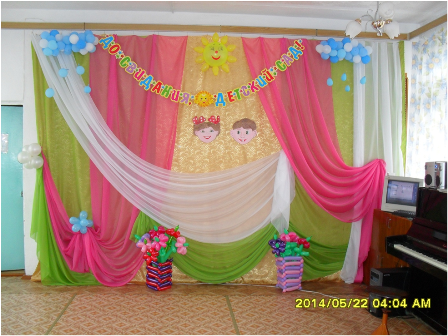 ДО СВИДАНИЯ ДЕТСКИЙ САД!
2014/05/22 04:04 AM